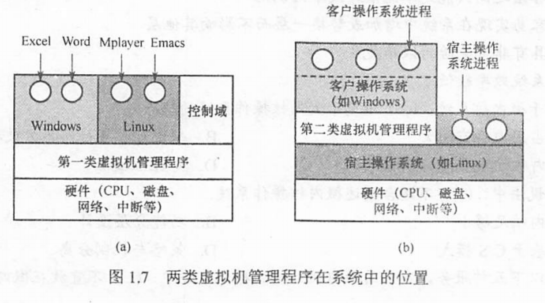 Excel Word Mplayer Emacs
Windows
Linux
控制域
第一类虚拟机管理程序
硬件（CPU、磁盘、
网络、中断等）
(a)
客户操作系统进程
宿主操作
系统进程
客户操作系统
(如Windows)
第二类虚拟机管理程序
宿主操作系统（如Linux）
硬件（CPU、磁盘、
网络、中断等）
(b)
图 1.7 两类虚拟机管理程序在系统中的位置